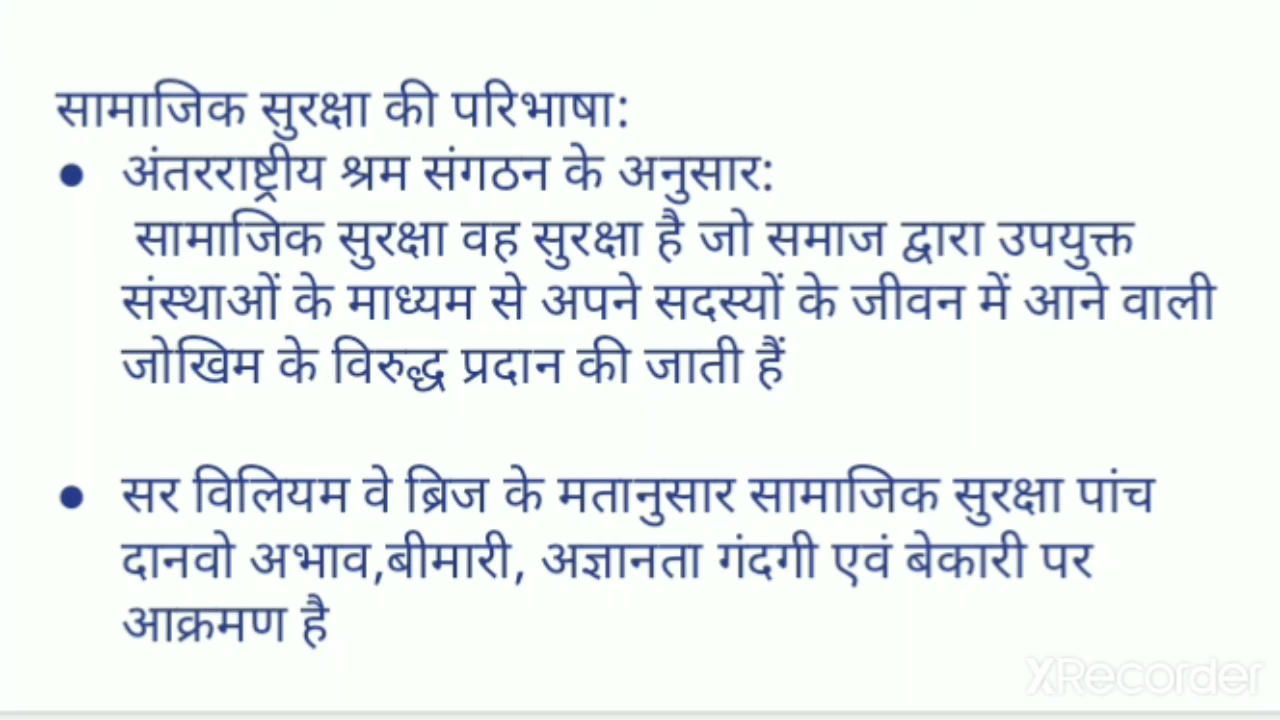 सामाजिक सुरक्षा की परिभाषा:
● अंतरराष्ट्रीय श्रम संगठन के अनुसार:
सामाजिक सुरक्षा वह सुरक्षा है जो समाज द्वारा उपयुक्त
संस्थाओं के माध्यम से अपने सदस्यों के जीवन में आने वाली
जोखिम के विरुद्ध प्रदान की जाती हैं
● सर विलियम वे ब्रिज के मतानुसार सामाजिक सुरक्षा पांच
दानवो अभाव,बीमारी, अज्ञानता गंदगी एवं बेकारी पर
आक्रमण है
XRecorder